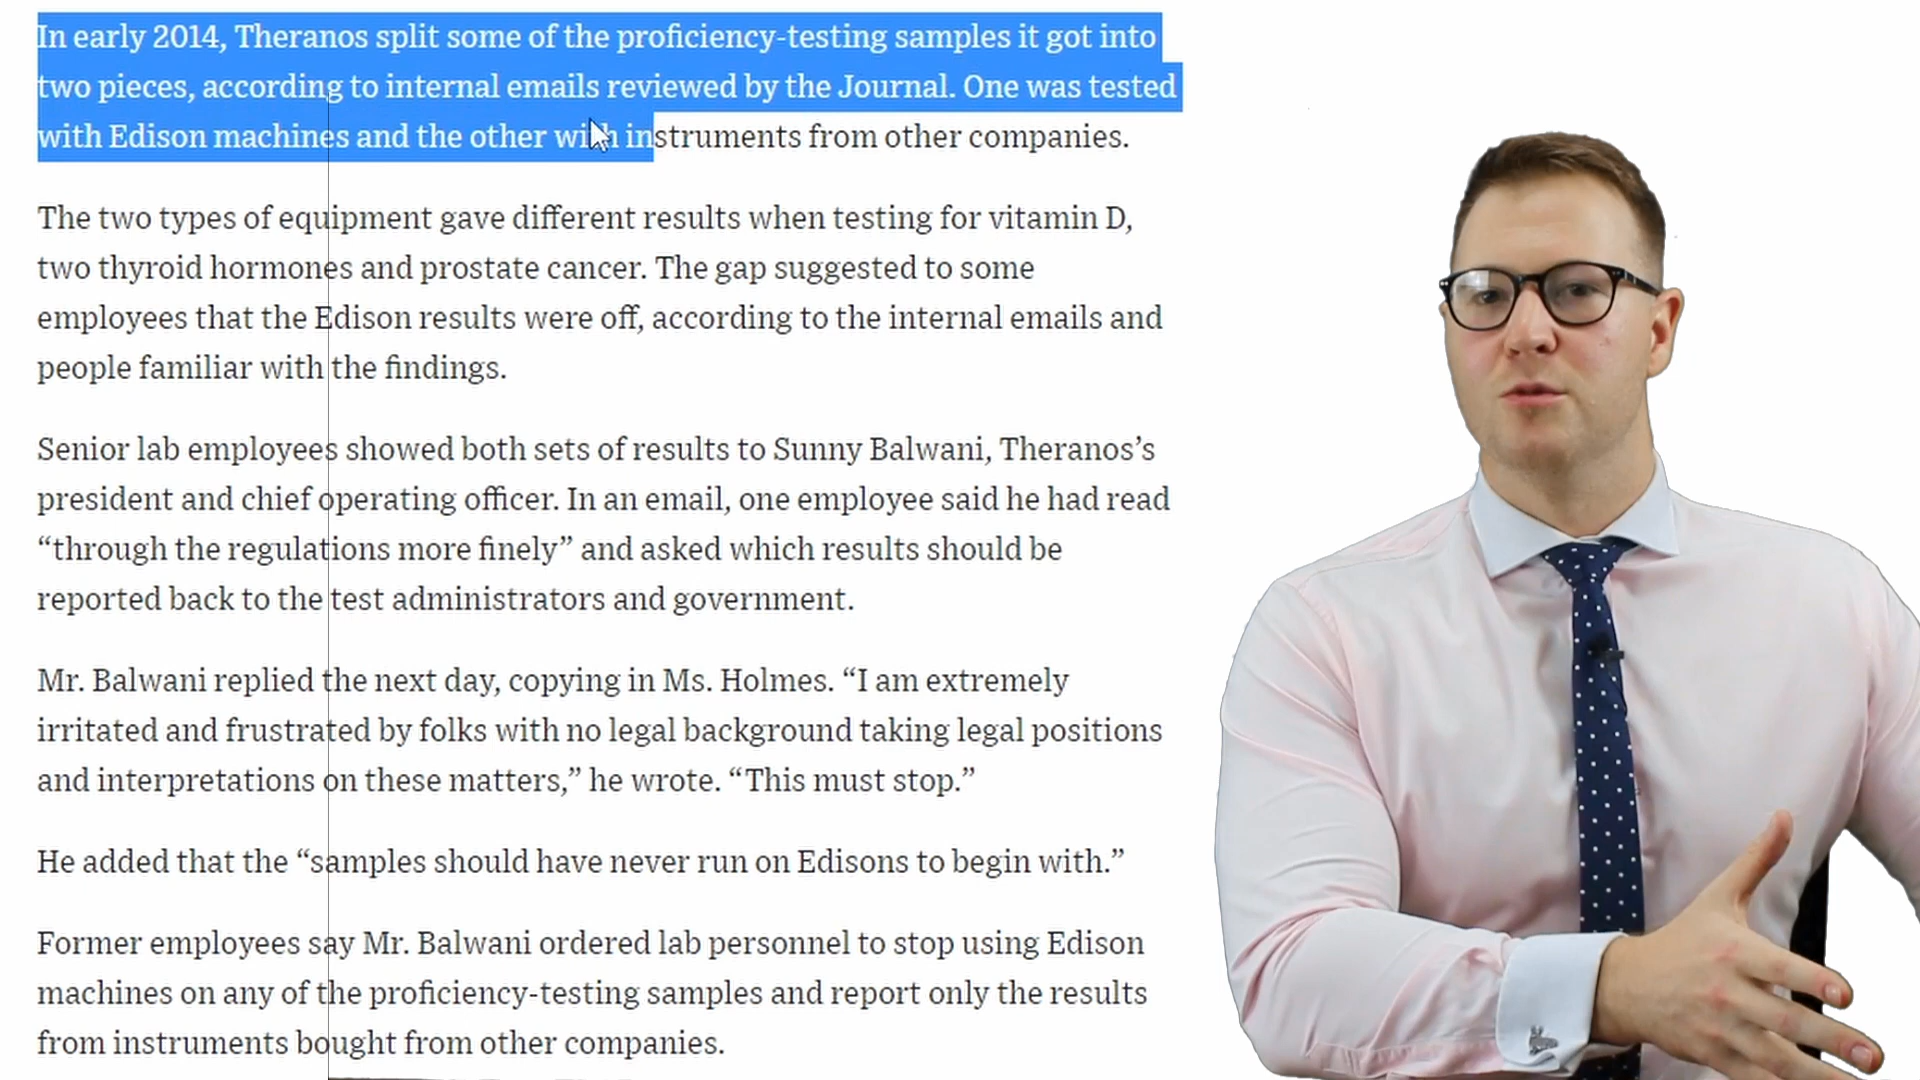 In early 2014, Theranos split some of the proficiency-testing samples it got into
two pieces, according to internal emails reviewed by the Journal. One was tested
with Edison machines and the other with instruments from other companies.
The two types of equipment gave different results when testing for vitamin D,
two thyroid hormones and prostate cancer. The gap suggested to some
employees that the Edison results were off, according to the internal emails and
people familiar with the findings.
Senior lab employees showed both sets of results to Sunny Balwani, Theranos’s
president and chief operating officer. In an email, one employee said he had read
“through the regulations more finely” and asked which results should be
reported back to the test administrators and government.
Mr. Balwani replied the next day, copying in Ms. Holmes. “I am extremely
irritated and frustrated by folks with no legal background taking legal positions
and interpretations on these matters,” he wrote. “This must stop.”
He added that the “samples should have never run on Edisons to begin with.”
Former employees say Mr. Balwani ordered lab personnel to stop using Edison
machines on any of the proficiency-testing samples and report only the results
from instruments bought from other companies.